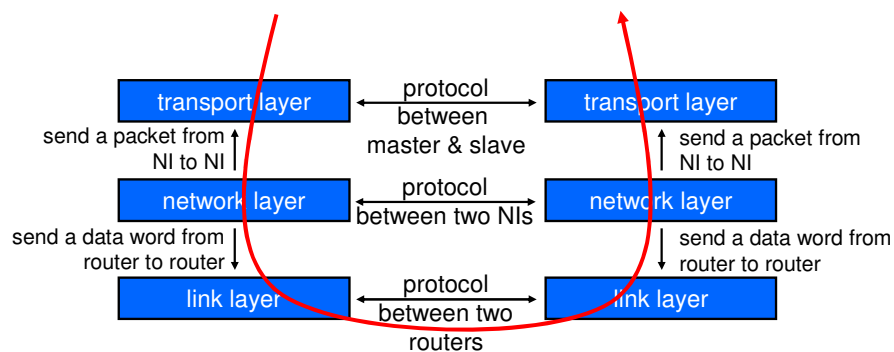 transport layer
protocol
between
master & slave
transport layer
send a packet from
NI to NI
send a packet from
NI to NI
network layer
protocol
between two NIs
network layer
send a data word from
router to router
send a data word from
router to router
link layer
protocol
between two
routers
link layer